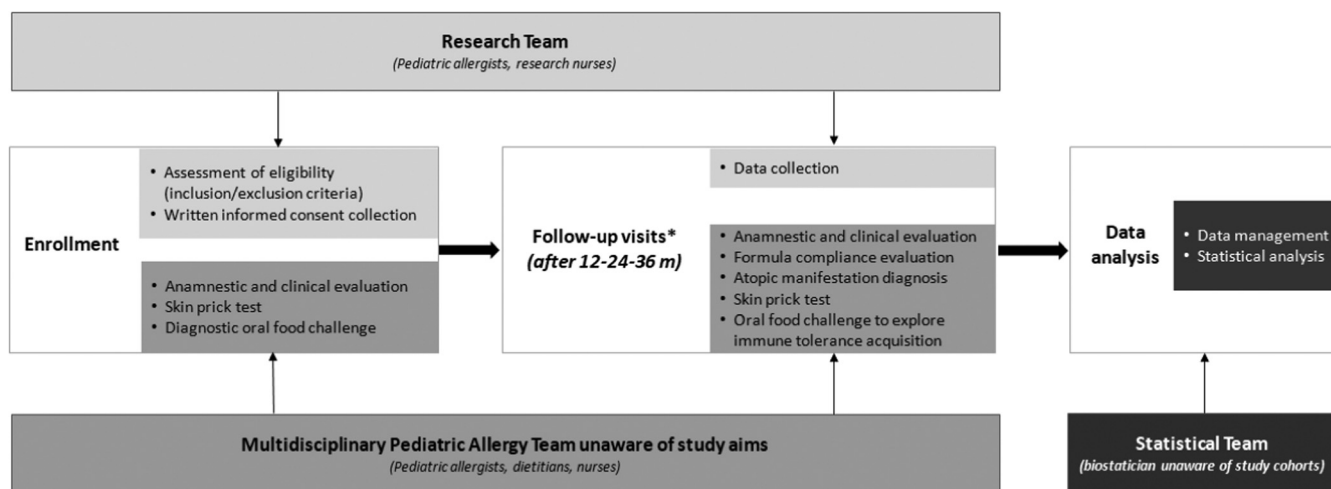 Research Team
(Pediatric allergists, research nurses)
Enrollment
• Assessment of eligibility
(inclusion/exclusion criteria)
• Written informed consent collection
• Anamnestic and clinical evaluation
• Skin prick test
• Diagnostic oral food challenge
Follow-up visits*
(after 12-24-36 m)
• Data collection
• Anamnestic and clinical evaluation
• Formula compliance evaluation
• Atopic manifestation diagnosis
• Skin prick test
• Oral food challenge to explore
immune tolerance acquisition
Data
analysis
• Data management
• Statistical analysis
Multidisciplinary Pediatric Allergy Team unaware of study aims
(Pediatric allergists, dietitians, nurses)
Statistical Team
(biostatician unaware of study cohorts)